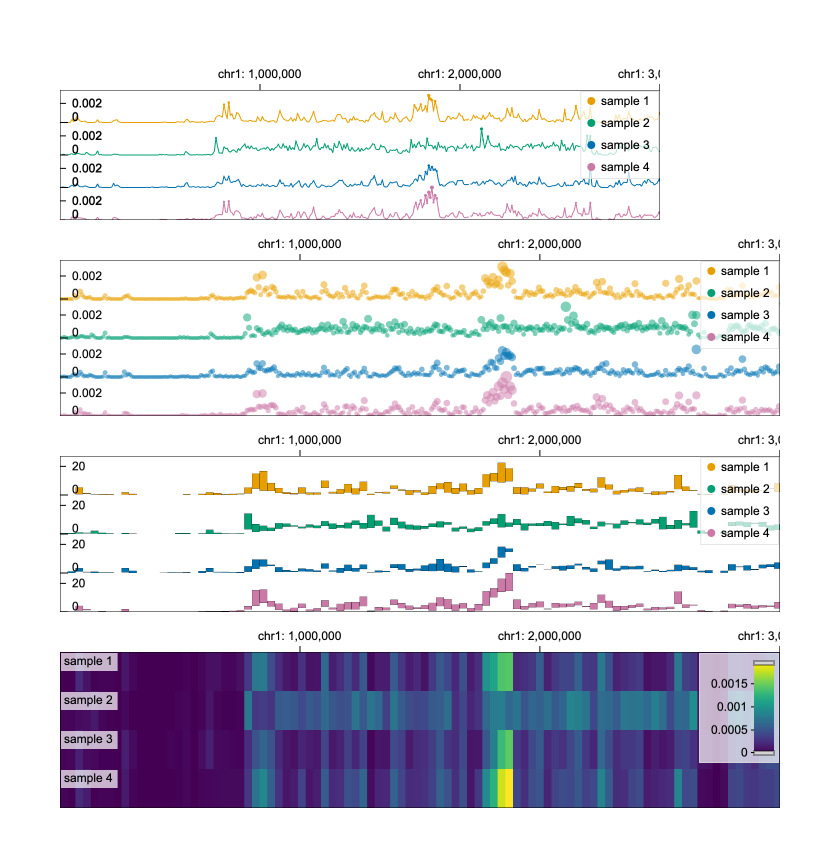 chr1: 1,000,000 chr1: 2,000,000 chr1: 3,0
0.002 sample 1
0 sample 2
0.002
0 sample 3
0.002 sample 4
0
0.002
0
chr1: 1,000,000 chr1: 2,000,000 chr1: 3,0
0.002 sample 1
0 sample 2
0.002 sample 3
0 sample 4
0.002
0
0.002
0
chr1: 1,000,000 chr1: 2,000,000 chr1: 3,0
20 sample 1
0 sample 2
20 sample 3
0 sample 4
20
0
20
0
chr1: 1,000,000 chr1: 2,000,000 chr1: 3,0
sample 1
0.0015
sample 2 0.001
0.0005
sample 3 0
sample 4